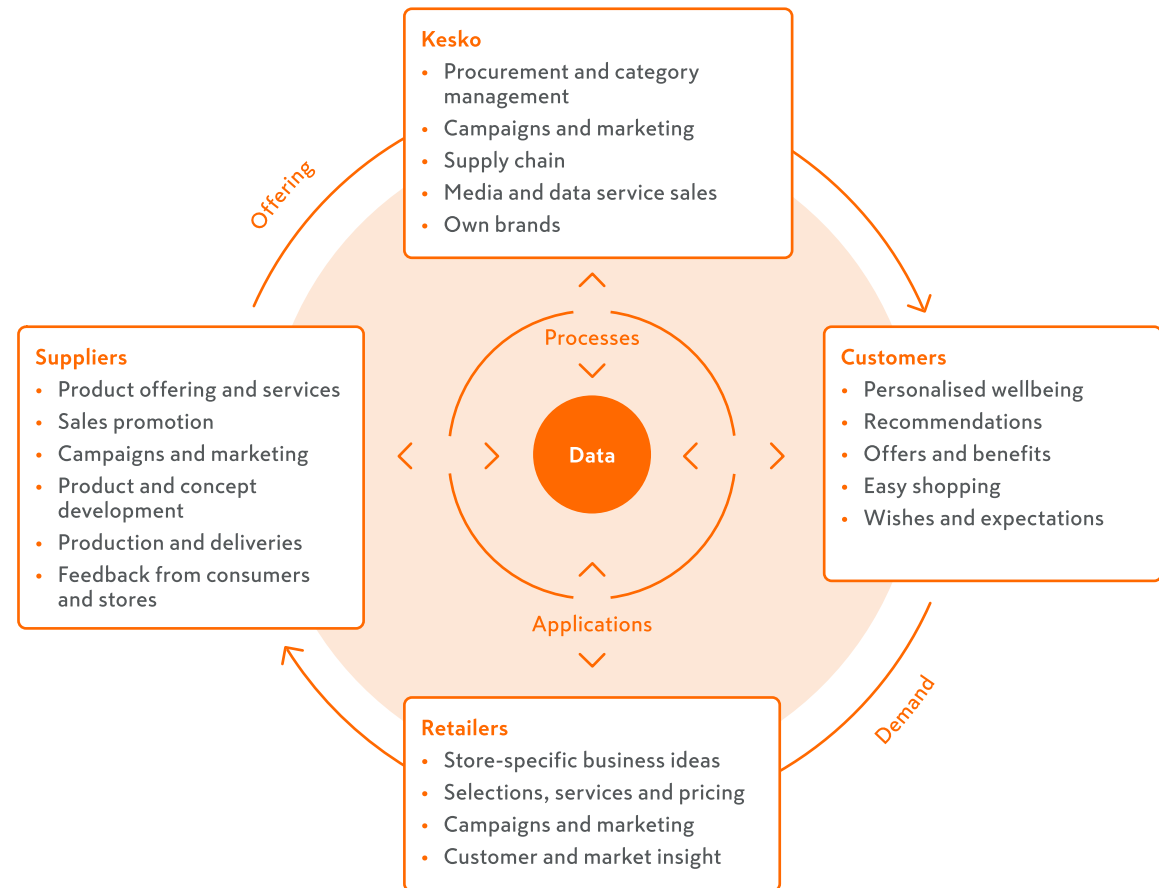 Kesko
• Procurement and category
management
• Campaigns and marketing
• Supply chain
• Media and data service sales
• Own brands
Offering
Suppliers
• Product offering and services
• Sales promotion
• Campaigns and marketing
• Product and concept
development
• Production and deliveries
• Feedback from consumers
and stores
Processes
Data
Applications
Customers
• Personalised wellbeing
• Recommendations
• Offers and benefits
• Easy shopping
• Wishes and expectations
Demand
Retailers
• Store-specific business ideas
• Selections, services and pricing
• Campaigns and marketing
• Customer and market insight